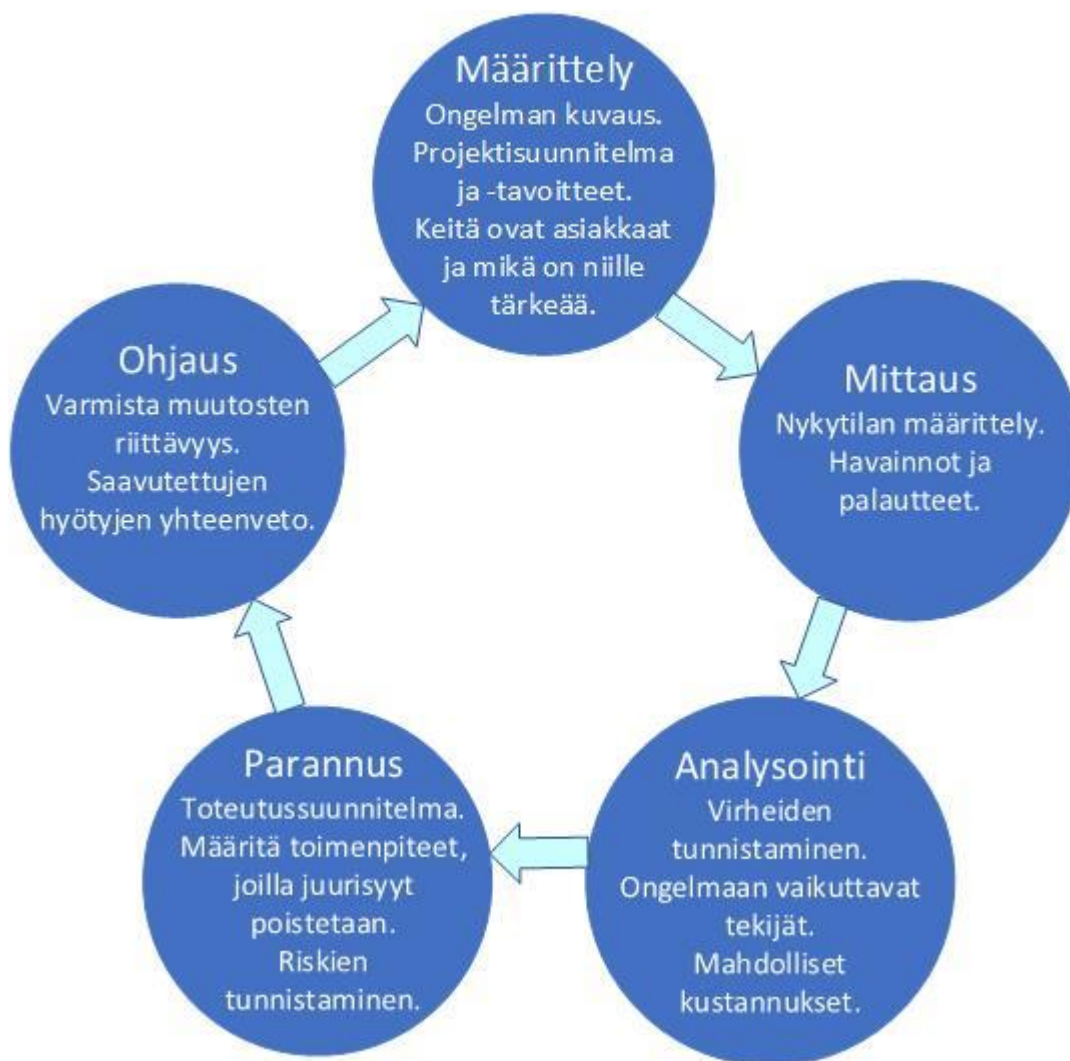 Määrittely
Ongelman kuvaus.
Projektisuunnitelma
ja -tavoitteet.
Keitä ovat asiakkaat
ja mikä on niille
tärkeää.
Mittaus
Nykytilan määrittely.
Havainnot ja
palautteet.
Analysointi
Virheiden
tunnistaminen.
Ongelmaan vaikuttavat
tekijät.
Mahdolliset
kustannukset.
Parannus
Toteutussuunnitelma.
Määritä toimenpiteet,
joilla juurisyyt
poistetaan.
Riskien
tunnistaminen.
Ohjaus
Varmista muutosten
riittävyys.
Saavutettujen
hyötyjen yhteenveto.